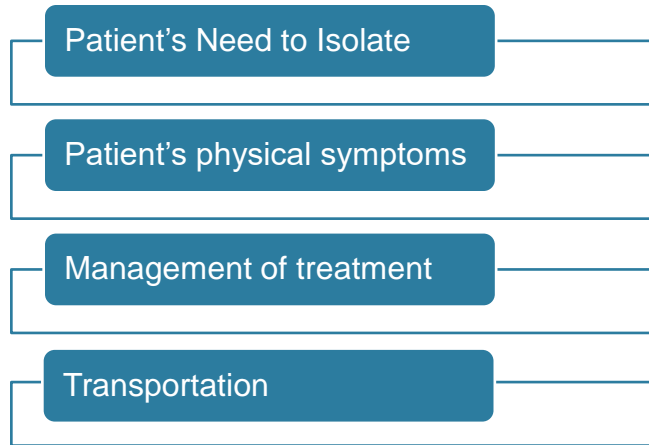 Patient’s Need to Isolate
Patient’s physical symptoms
Management of treatment
Transportation